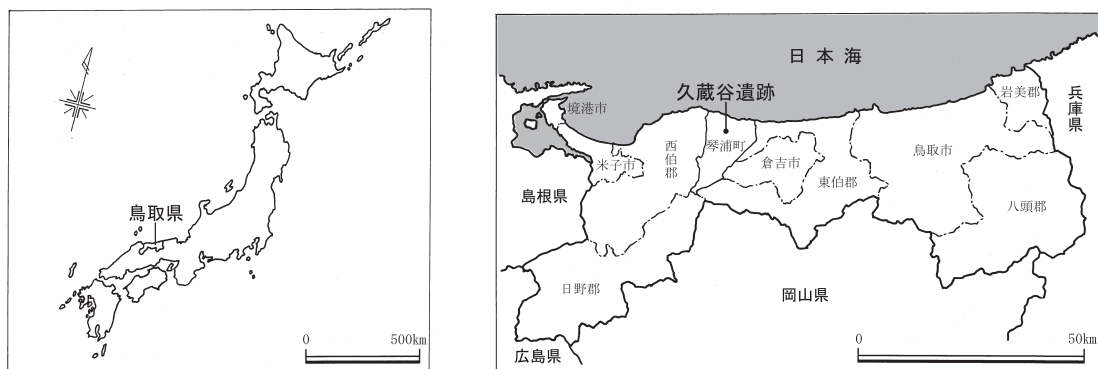 鳥取県
0
500km
日本海
久蔵谷遺跡
境港市
岩美郡
兵庫県
米子市
西伯郡
琴浦町
倉吉市
東伯郡
鳥取市
八頭郡
島根県
日野郡
岡山県
広島県
0
50km